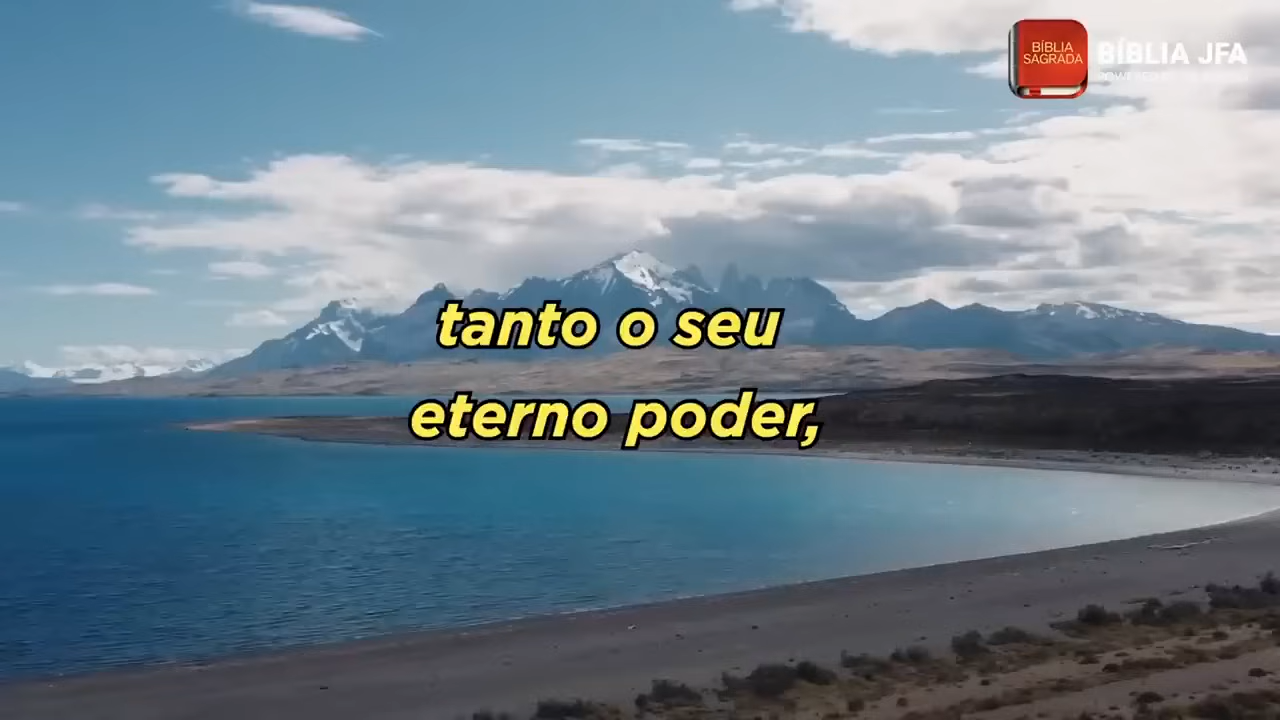 BÍBLIA
SAGRADA
BÍBLIA JFA
tanto o seu
eterno poder,